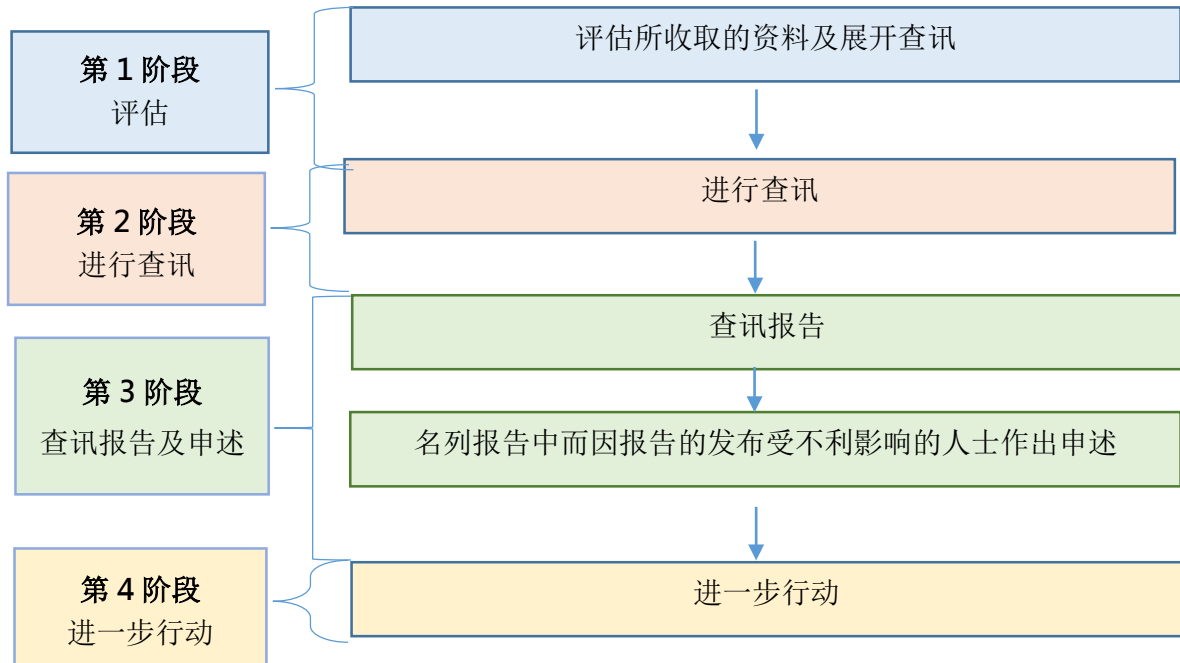 第 1 阶段
评估
评估所收取的资料及展开查讯
第 2 阶段
进行查讯
进行查讯
第 3 阶段
查讯报告及申述
查讯报告
名列报告中而因报告的发布受不利影响的人士作出申述
第 4 阶段
进一步行动
进一步行动